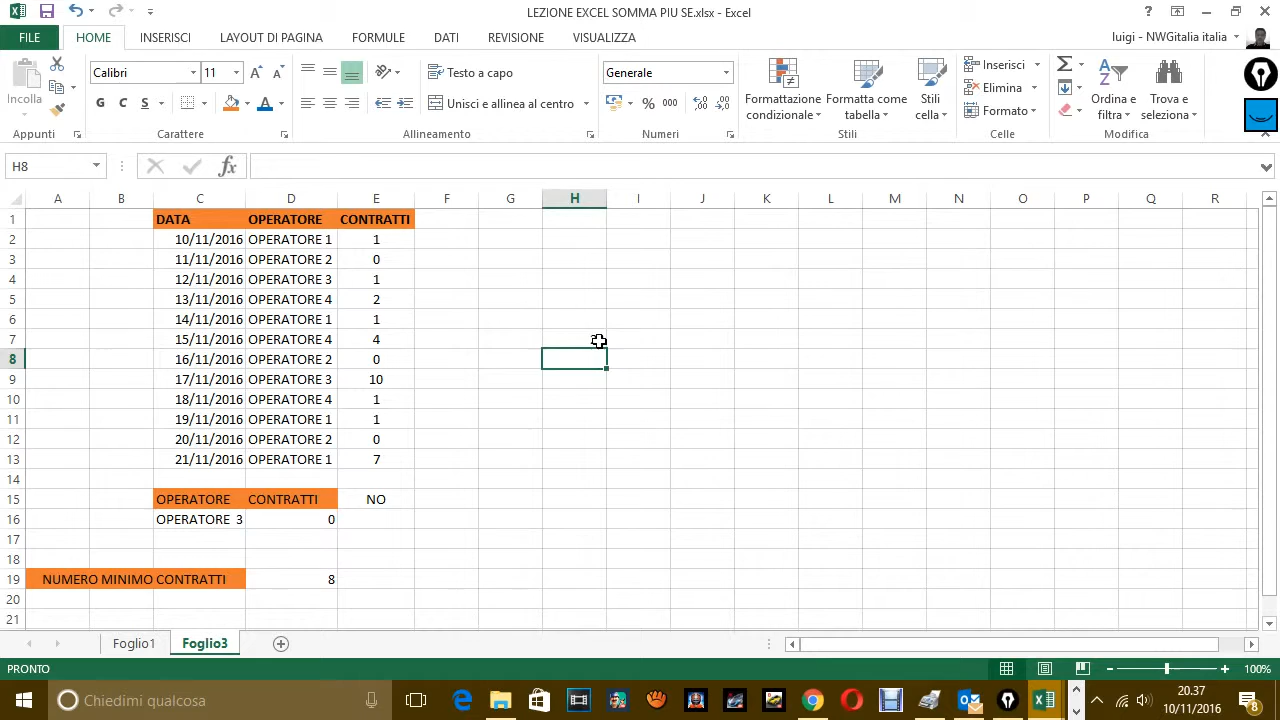 LEZIONE EXCEL SOMMA PIU SE.xlsx - Excel
FILE HOME INSERISCI LAYOUT DI PAGINA FORMULE DATI REVISIONE VISUALIZZA luigi - NWGitalia italia
Incolla
Calibri 11
G C S
Testo a capo
Unisci e allinea al centro
Generale
% 000
Formattazione condizionale
Formatta come tabella
Stili cella
Inserisci
Elimina
Formato
Ordina e filtra
Trova e seleziona
Appunti Carattere Allineamento Numeri Stili Celle Modifica
H8 fx
A B C D E F G H I J K L M N O P Q R
1 DATA OPERATORE CONTRATTI
2 10/11/2016 OPERATORE 1 1
3 11/11/2016 OPERATORE 2 0
4 12/11/2016 OPERATORE 3 1
5 13/11/2016 OPERATORE 4 2
6 14/11/2016 OPERATORE 1 1
7 15/11/2016 OPERATORE 4 4
8 16/11/2016 OPERATORE 2 0
9 17/11/2016 OPERATORE 3 10
10 18/11/2016 OPERATORE 4 1
11 19/11/2016 OPERATORE 1 1
12 20/11/2016 OPERATORE 2 0
13 21/11/2016 OPERATORE 1 7
14
15 OPERATORE CONTRATTI NO
16 OPERATORE 3 0
17
18
19 NUMERO MINIMO CONTRATTI 8
20
21
Foglio1 Foglio3
PRONTO 100%
Chiedimi qualcosa
20.37
10/11/2016
8